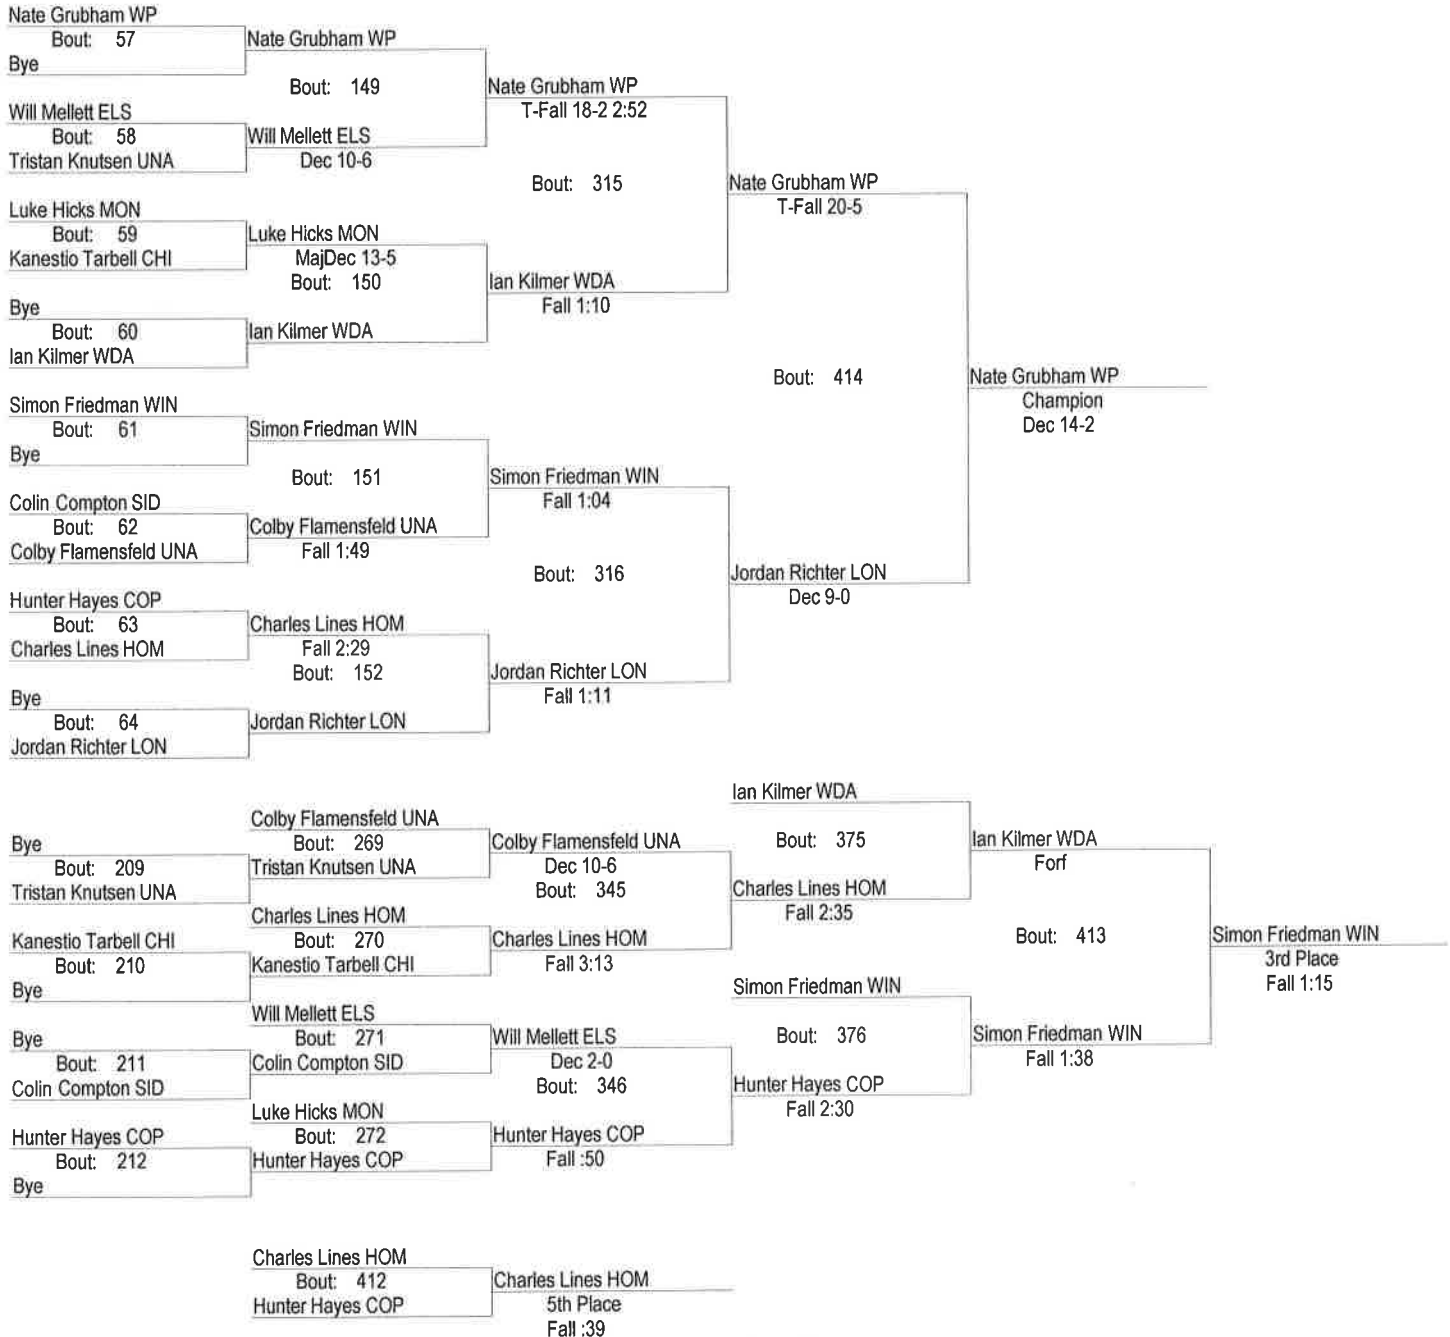 Nate Grubham WP
Bout: 57
Bye
Nate Grubham WP
Bout: 149
Will Mellett ELS
Bout: 58
Tristan Knutsen UNA
Will Mellett ELS
Dec 10-6
Nate Grubham WP
T-Fall 18-2 2:52
Bout: 315
Luke Hicks MON
Bout: 59
Kanestio Tarbell CHI
Luke Hicks MON
MajDec 13-5
Bout: 150
Bye
Bout: 60
Ian Kilmer WDA
Ian Kilmer WDA
Ian Kilmer WDA
Fall 1:10
Nate Grubham WP
T-Fall 20-5
Bout: 414
Simon Friedman WIN
Bout: 61
Bye
Simon Friedman WIN
Bout: 151
Colin Compton SID
Bout: 62
Colby Flamensfeld UNA
Colby Flamensfeld UNA
Fall 1:49
Simon Friedman WIN
Fall 1:04
Bout: 316
Hunter Hayes COP
Bout: 63
Charles Lines HOM
Charles Lines HOM
Fall 2:29
Bout: 152
Bye
Bout: 64
Jordan Richter LON
Jordan Richter LON
Jordan Richter LON
Fall 1:11
Jordan Richter LON
Dec 9-0
Nate Grubham WP
Champion
Dec 14-2
Bye
Bout: 209
Tristan Knutsen UNA
Colby Flamensfeld UNA
Bout: 269
Tristan Knutsen UNA
Colby Flamensfeld UNA
Dec 10-6
Bout: 345
Kanestio Tarbell CHI
Bout: 210
Bye
Charles Lines HOM
Bout: 270
Kanestio Tarbell CHI
Charles Lines HOM
Fall 3:13
Ian Kilmer WDA
Bout: 375
Charles Lines HOM
Fall 2:35
Ian Kilmer WDA
Forf
Bout: 413
Bye
Bout: 211
Colin Compton SID
Will Mellett ELS
Bout: 271
Colin Compton SID
Will Mellett ELS
Dec 2-0
Bout: 346
Hunter Hayes COP
Bout: 212
Bye
Luke Hicks MON
Bout: 272
Hunter Hayes COP
Hunter Hayes COP
Fall :50
Simon Friedman WIN
Bout: 376
Hunter Hayes COP
Fall 2:30
Simon Friedman WIN
Fall 1:38
Simon Friedman WIN
3rd Place
Fall 1:15
Charles Lines HOM
Bout: 412
Hunter Hayes COP
Charles Lines HOM
5th Place
Fall :39